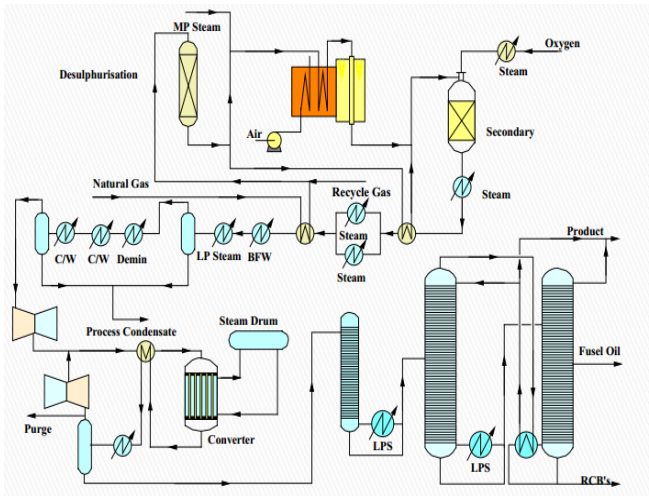 MP Steam
Oxygen
Steam
Desulphurisation
Air
Secondary
Natural Gas
Recycle Gas
Steam
Steam
Steam
C/W
C/W
Demin
LP Steam
BFW
Product
Process Condensate
Steam Drum
Fusel Oil
Purge
Converter
LPS
LPS
RCB's